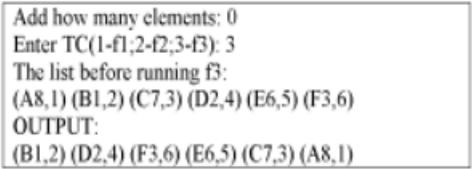 Add how many elements: 0
Enter TC(1-f1;2-f2;3-f3): 3
The list before running f3:
(A8,1) (B1,2) (C7,3) (D2,4) (E6,5) (F3,6)
OUTPUT:
(B1,2) (D2,4) (F3,6) (E6,5) (C7,3) (A8,1)